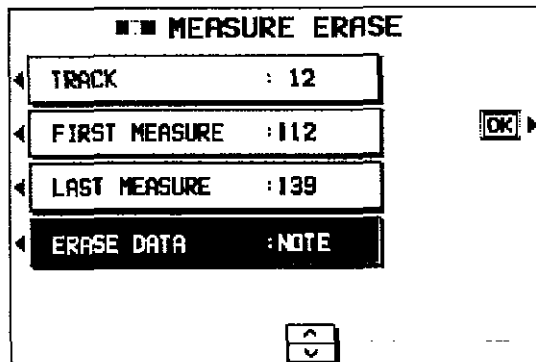 MEASURE ERASE
TRACK : 12
FIRST MEASURE :112
OK
LAST MEASURE :139
ERASE DATA :NOTE